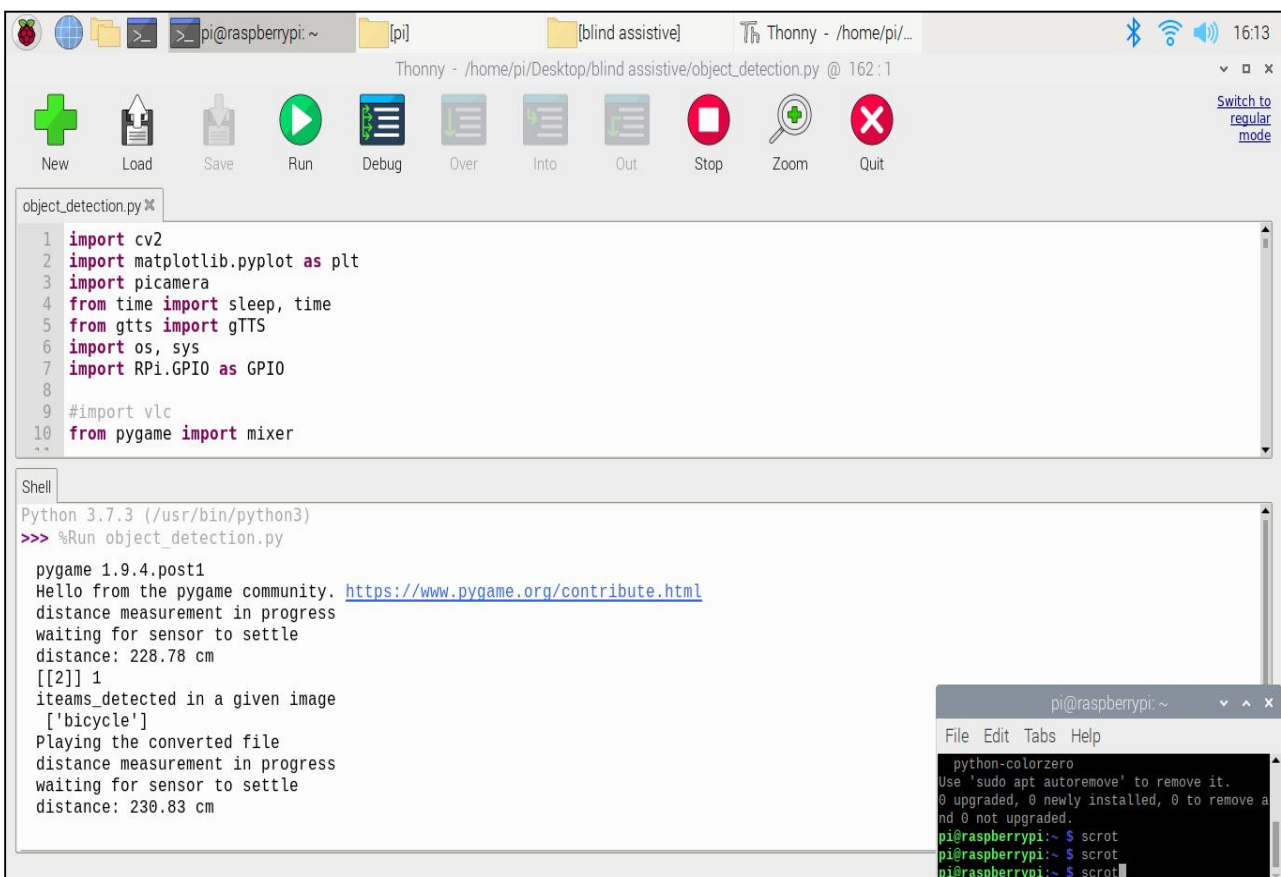 pi@raspberrypi: ~ [pi] [blind assistive] Thonny - /home/pi/... 16:13
Thonny - /home/pi/Desktop/blind assistive/object_detection.py @ 162 : 1
Switch to
regular
mode
New Load Save Run Debug Over Into Out Stop Zoom Quit
object_detection.py
1 import cv2
2 import matplotlib.pyplot as plt
3 import picamera
4 from time import sleep, time
5 from gtts import gTTS
6 import os, sys
7 import RPi.GPIO as GPIO
8
9 #import vlc
10 from pygame import mixer
Shell
Python 3.7.3 (/usr/bin/python3)
>>> %Run object_detection.py
pygame 1.9.4.post1
Hello from the pygame community. https://www.pygame.org/contribute.html
distance measurement in progress
waiting for sensor to settle
distance: 228.78 cm
[[2]] 1
iteams_detected in a given image
['bicycle']
Playing the converted file
distance measurement in progress
waiting for sensor to settle
distance: 230.83 cm
pi@raspberrypi: ~
File Edit Tabs Help
python-colorzero
Use 'sudo apt autoremove' to remove it.
0 upgraded, 0 newly installed, 0 to remove a
nd 0 not upgraded.
pi@raspberrypi:~ $ scrot
pi@raspberrypi:~ $ scrot
pi@raspberrypi:~ $ scrot